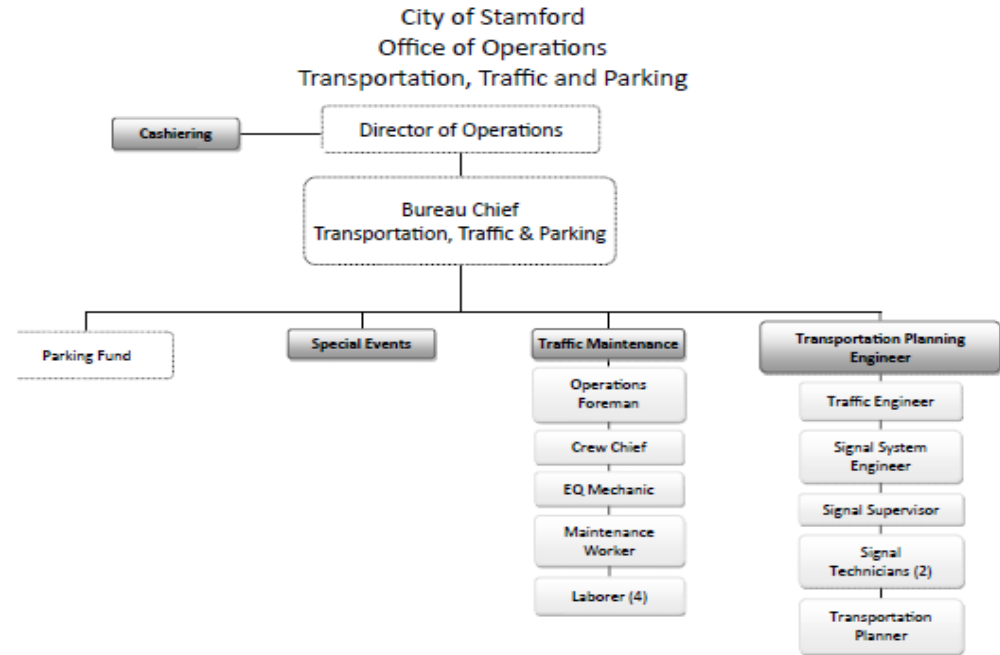 City of Stamford
Office of Operations
Transportation, Traffic and Parking
Cashiering
Director of Operations
Bureau Chief
Transportation, Traffic & Parking
Parking Fund
Special Events
Traffic Maintenance
Operations
Foreman
Crew Chief
EQ Mechanic
Maintenance
Worker
Laborer (4)
Transportation Planning
Engineer
Traffic Engineer
Signal System
Engineer
Signal Supervisor
Signal
Technicians (2)
Transportation
Planner